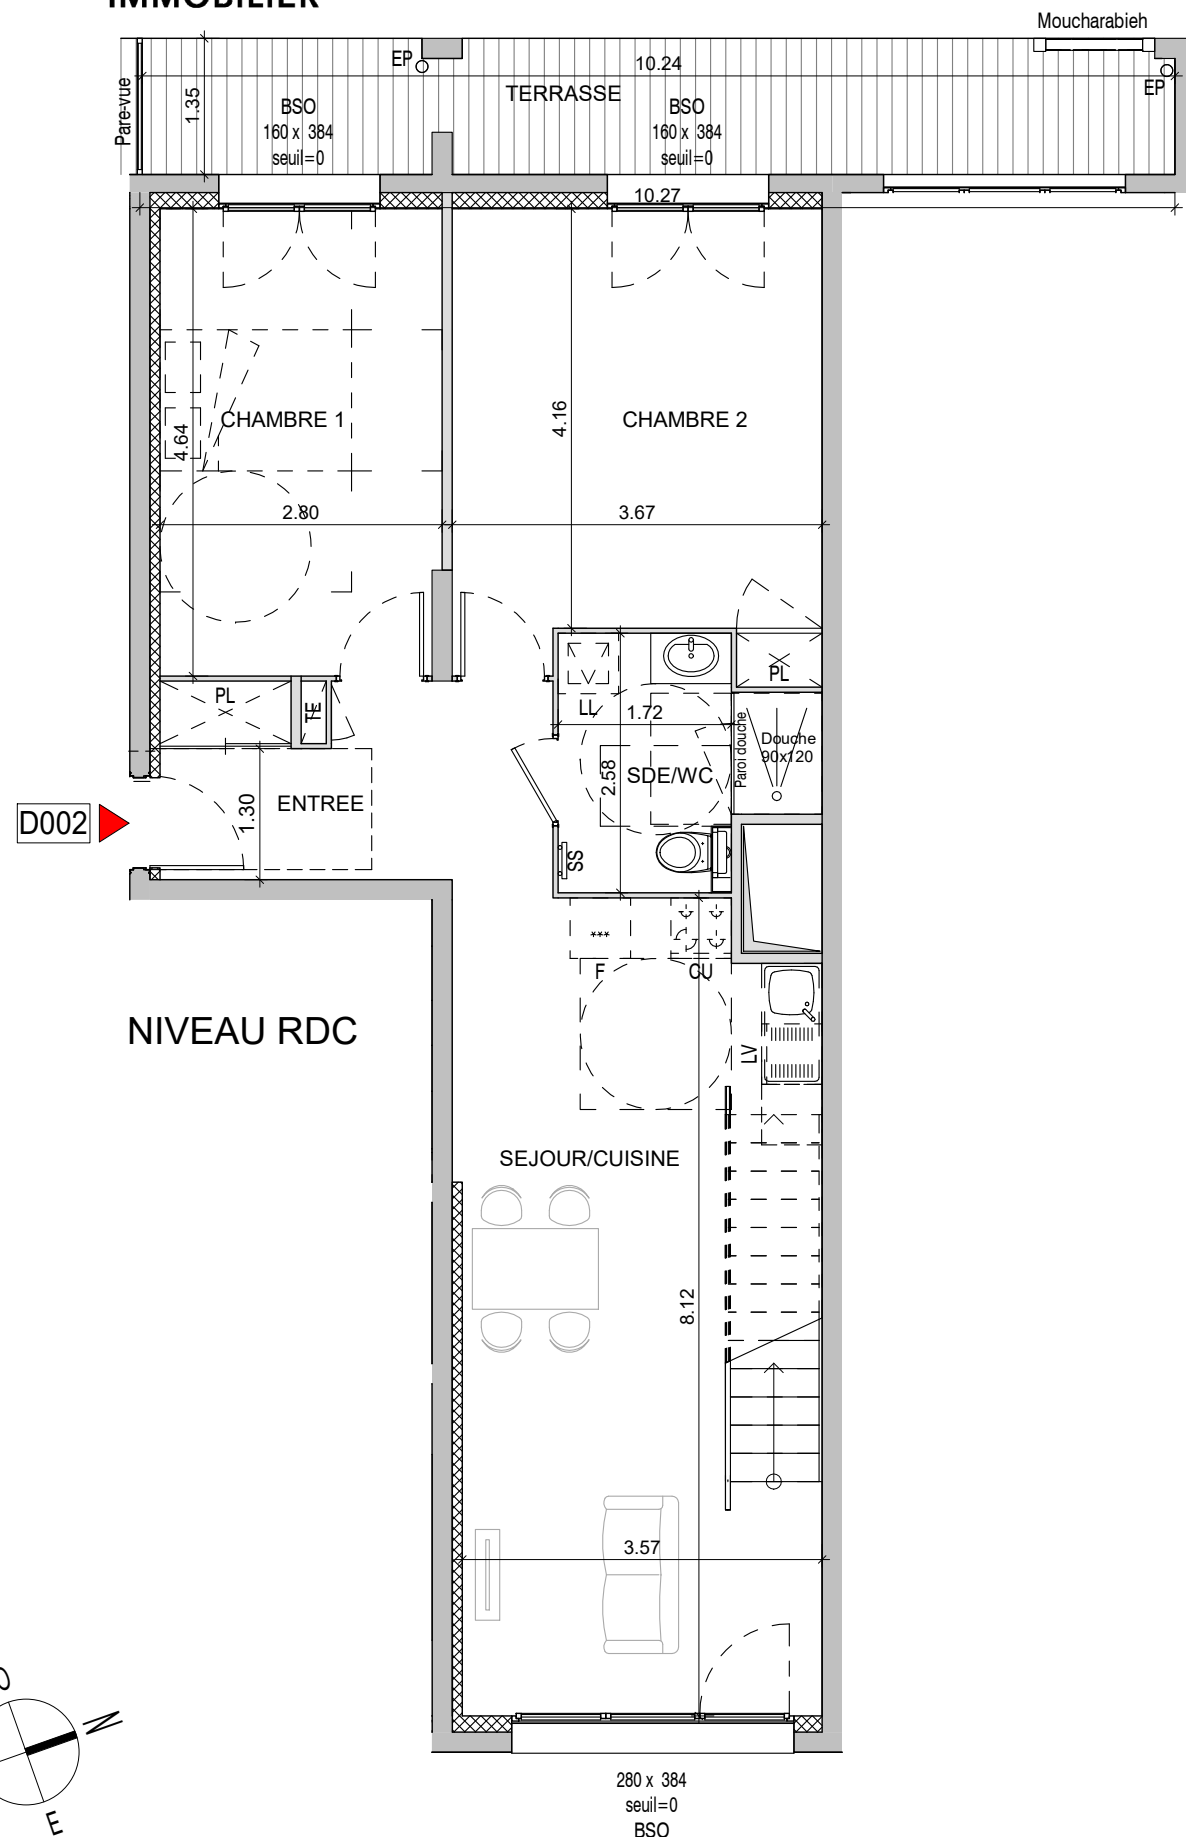 IMMOBILIER
Moucharabieh
Pare-vue
1.35
EP
10.24
TERRASSE
EP
BSO
160 x 384
seuil=0
BSO
160 x 384
seuil=0
10.27
CHAMBRE 1
4.64
2.80
CHAMBRE 2
4.16
3.67
PL
TE
LL
1.72
PL
Paroi douche
Douche
90x120
SDE/WC
2.58
SS
D002
1.30
ENTREE
***
F
CU
LV
NIVEAU RDC
SEJOUR/CUISINE
8.12
3.57
O
N
E
280 x 384
seuil=0
BSO